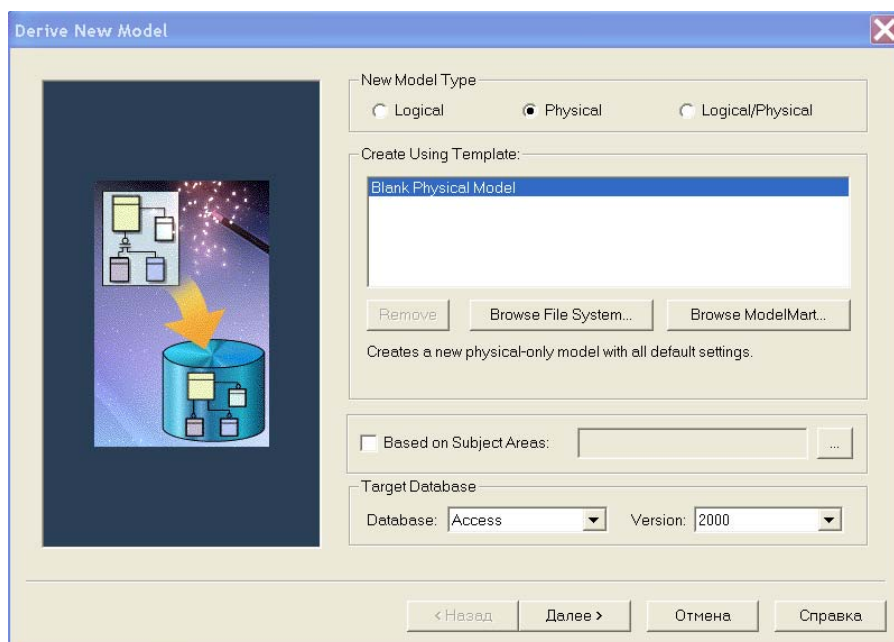 Derive New Model
New Model Type
Logical Physical Logical/Physical
Create Using Template:
Blank Physical Model
Remove Browse File System... Browse ModelMart...
Creates a new physical-only model with all default settings.
Based on Subject Areas: ...
Target Database
Database: Access Version: 2000
< Назад Далее > Отмена Справка